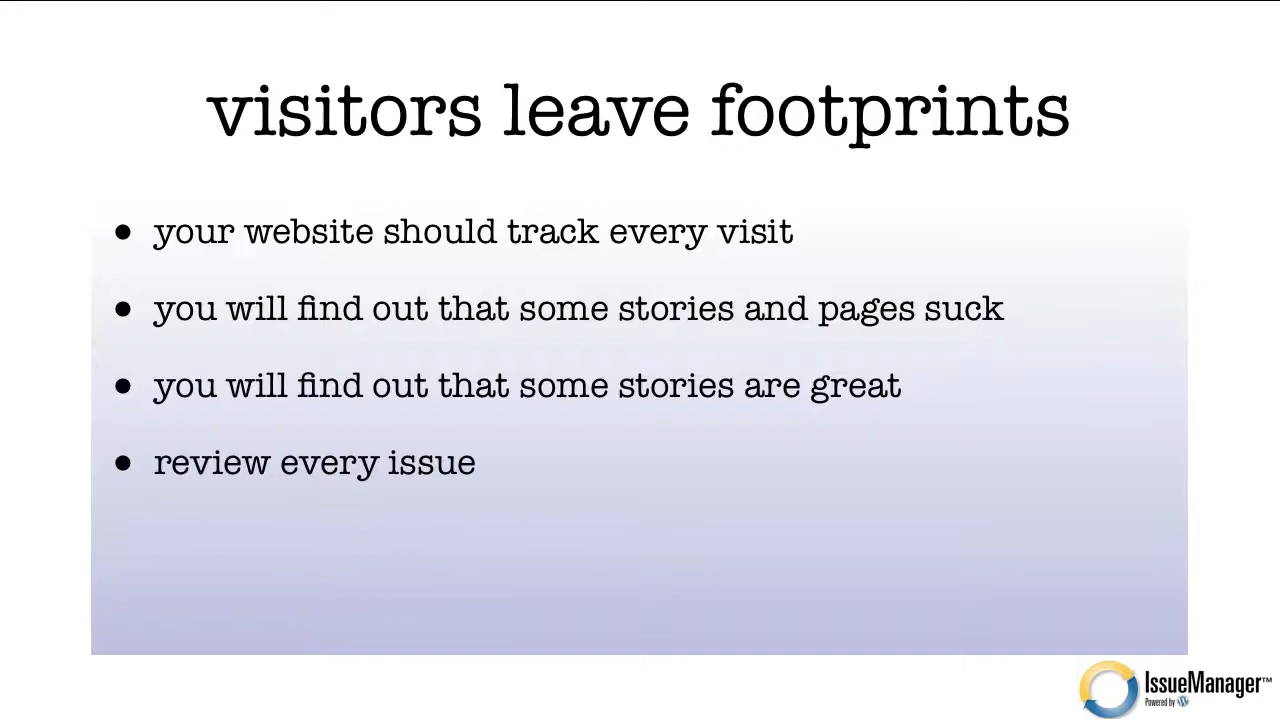 visitors leave footprints
• your website should track every visit
• you will find out that some stories and pages suck
• you will find out that some stories are great
• review every issue
IssueManager™
Powered by